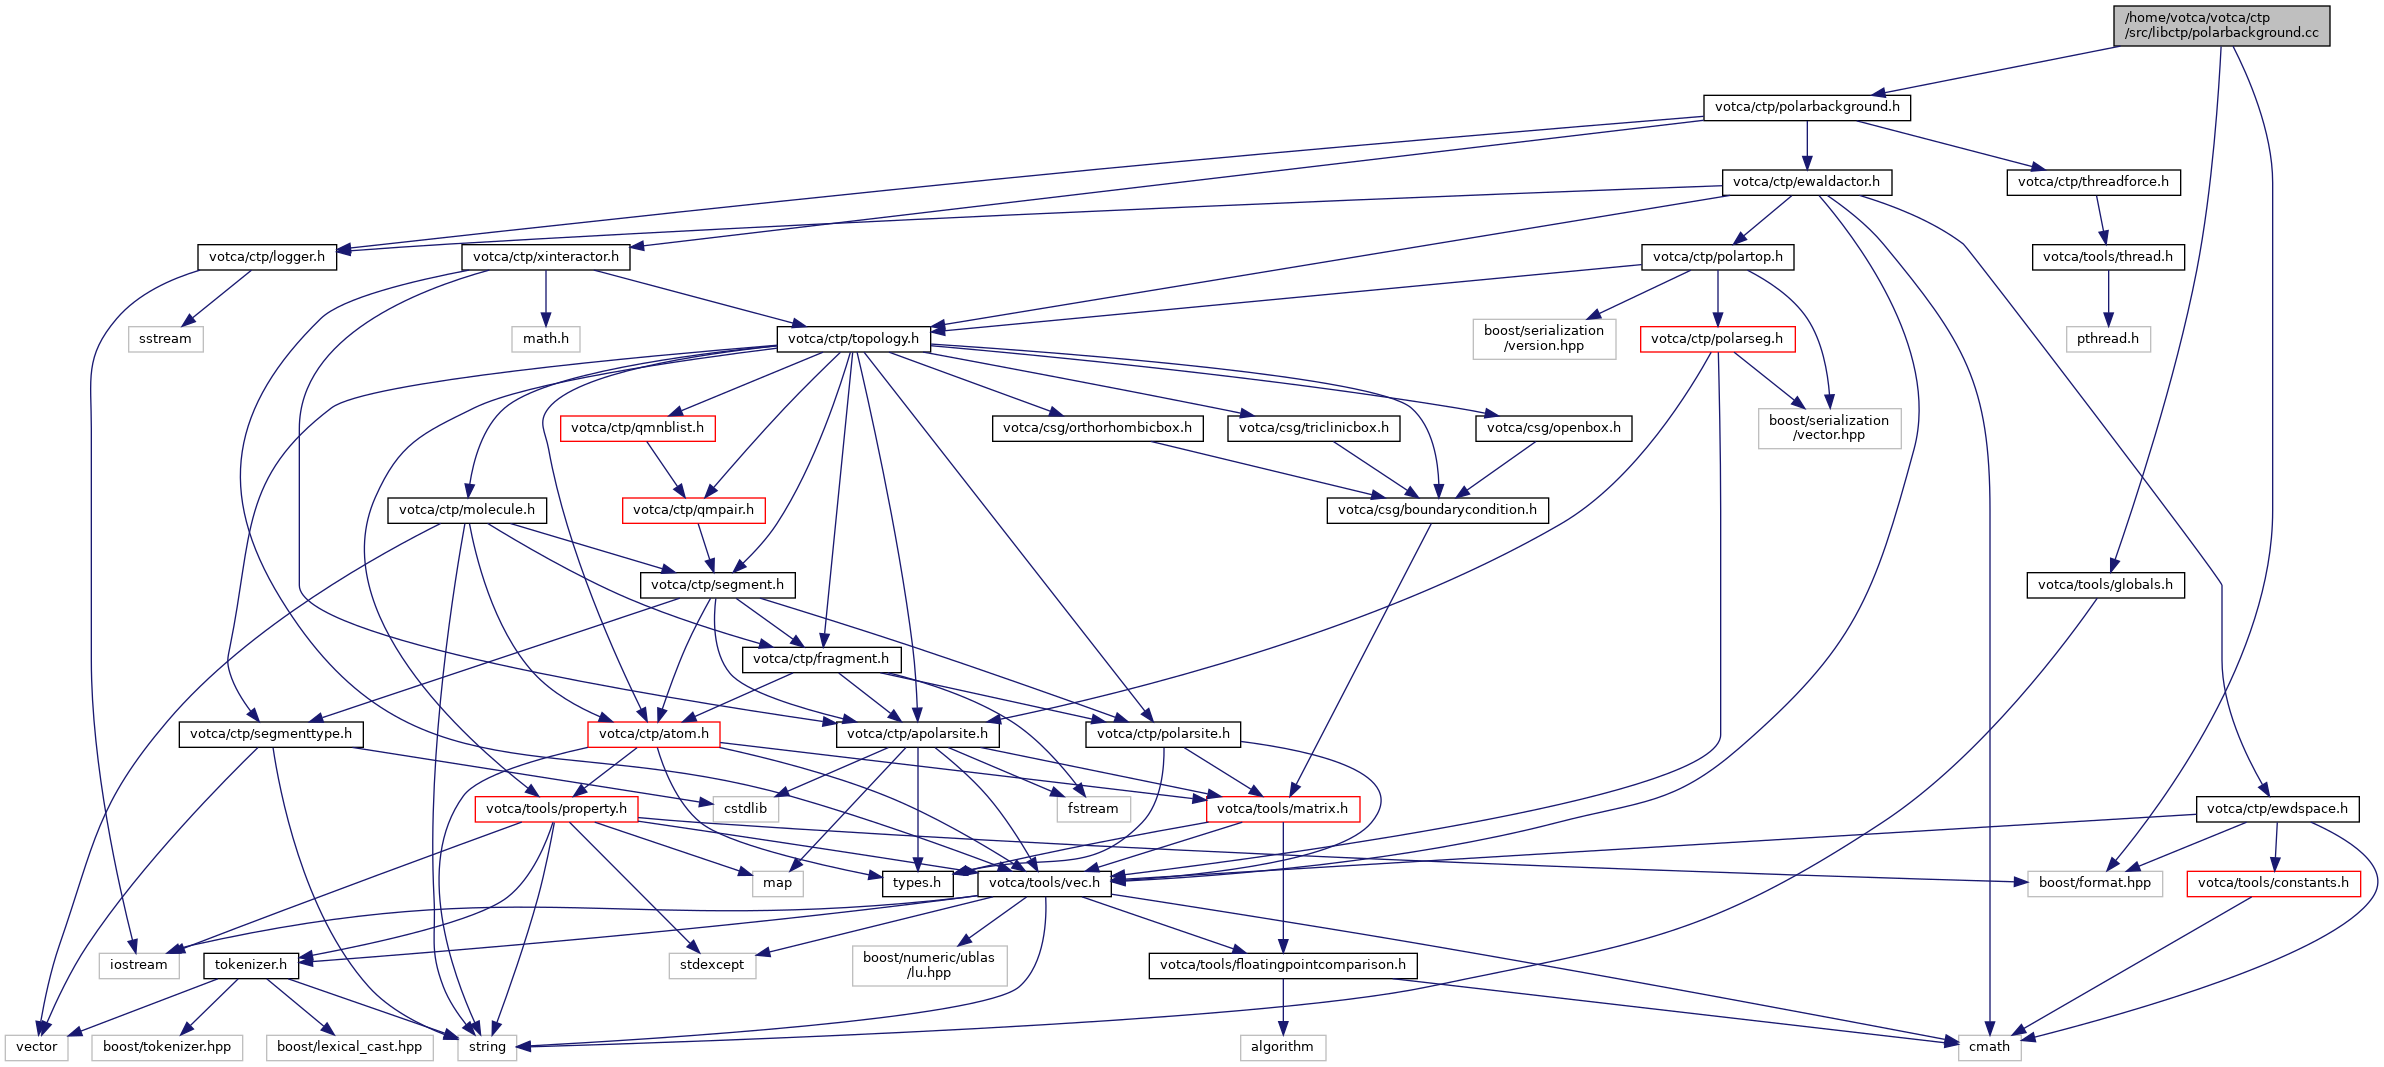 /home/votca/votca/ctp
/src/libctp/polarbackground.cc
votca/ctp/polarbackground.h
votca/ctp/ewaldactor.h
votca/ctp/threadforce.h
votca/ctp/logger.h
votca/ctp/xinteractor.h
votca/ctp/polartop.h
votca/tools/thread.h
sstream
math.h
votca/ctp/topology.h
boost/serialization
/version.hpp
votca/ctp/polarseg.h
pthread.h
votca/ctp/qmnblist.h
votca/csg/orthorhombicbox.h
votca/csg/triclinicbox.h
votca/csg/openbox.h
boost/serialization
/vector.hpp
votca/ctp/molecule.h
votca/ctp/qmpair.h
votca/csg/boundarycondition.h
votca/ctp/segment.h
votca/tools/globals.h
votca/ctp/fragment.h
votca/ctp/segmenttype.h
votca/ctp/atom.h
votca/ctp/apolarsite.h
votca/ctp/polarsite.h
votca/tools/property.h
cstdlib
fstream
votca/tools/matrix.h
votca/ctp/ewdspace.h
map
types.h
votca/tools/vec.h
boost/format.hpp
votca/tools/constants.h
iostream
tokenizer.h
stdexcept
boost/numeric/ublas
/lu.hpp
votca/tools/floatingpointcomparison.h
vector
boost/tokenizer.hpp
boost/lexical_cast.hpp
string
algorithm
cmath